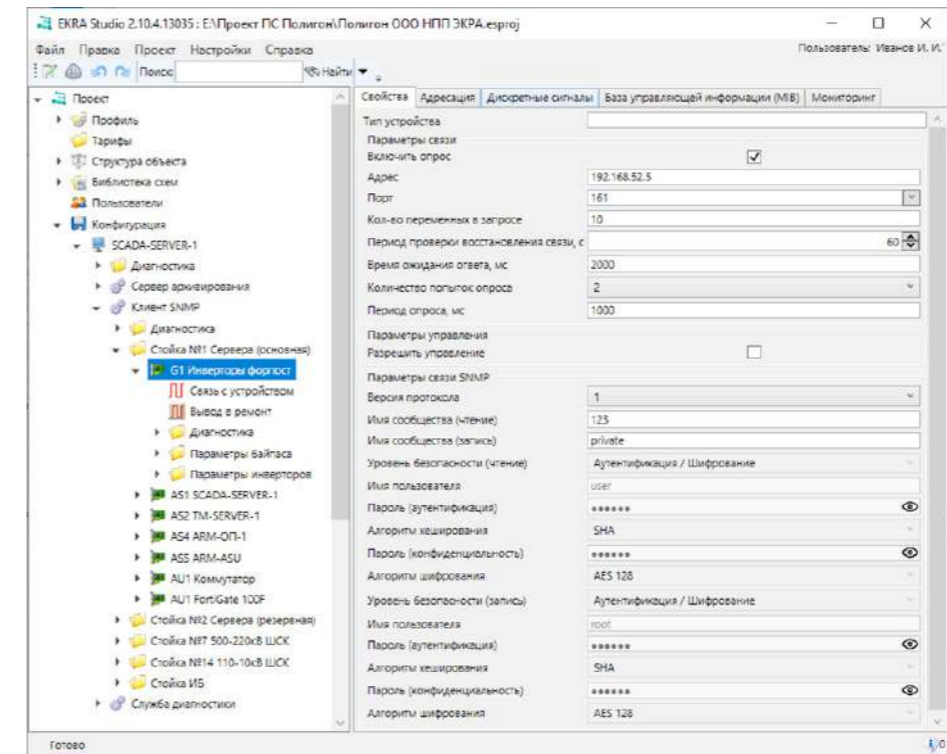 EKRA Studio 2.10.4.13035 : E:\Проект ПС Полигон\Полигон ООО НПП ЭКРА.esproj
Файл Правка Проект Настройки Справка
Пользователь: Иванов И. И.
Поиск: Найти
Проект
Профиль
Тарифы
Структура объекта
Библиотека схем
Пользователи
Конфигурация
SCADA-SERVER-1
Диагностика
Сервер архивирования
Клиент SNMP
Диагностика
Стойка №1 Сервера (основная)
G1 Инверторы форпост
Связь с устройством
Вывод в ремонт
Диагностика
Параметры байпаса
Параметры инверторов
AS1 SCADA-SERVER-1
AS2 TM-SERVER-1
AS4 ARM-ОП-1
AS5 ARM-ASU
AU1 Коммутатор
AU1 FortiGate 100F
Стойка №2 Сервера (резервная)
Стойка №7 500-220кВ ШСК
Стойка №14 110-10кВ ШСК
Стойка ИБ
Служба диагностики
Свойства Адресация Дискретные сигналы База управляющей информации (MIB) Мониторинг
Тип устройства
Параметры связи
Включить опрос
Адрес 192.168.52.5
Порт 161
Кол-во переменных в запросе 10
Период проверки восстановления связи, с 60
Время ожидания ответа, мс 2000
Количество попыток опроса 2
Период опроса, мс 1000
Параметры управления
Разрешить управление
Параметры связи SNMP
Версия протокола 1
Имя сообщества (чтение) 123
Имя сообщества (запись) private
Уровень безопасности (чтение) Аутентификация / Шифрование
Имя пользователя user
Пароль (аутентификация) ●●●●●●
Алгоритм хеширования SHA
Пароль (конфиденциальность) ●●●●●●
Алгоритм шифрования AES 128
Уровень безопасности (запись) Аутентификация / Шифрование
Имя пользователя root
Пароль (аутентификация) ●●●●●●
Алгоритм хеширования SHA
Пароль (конфиденциальность) ●●●●●●
Алгоритм шифрования AES 128
Готово 0